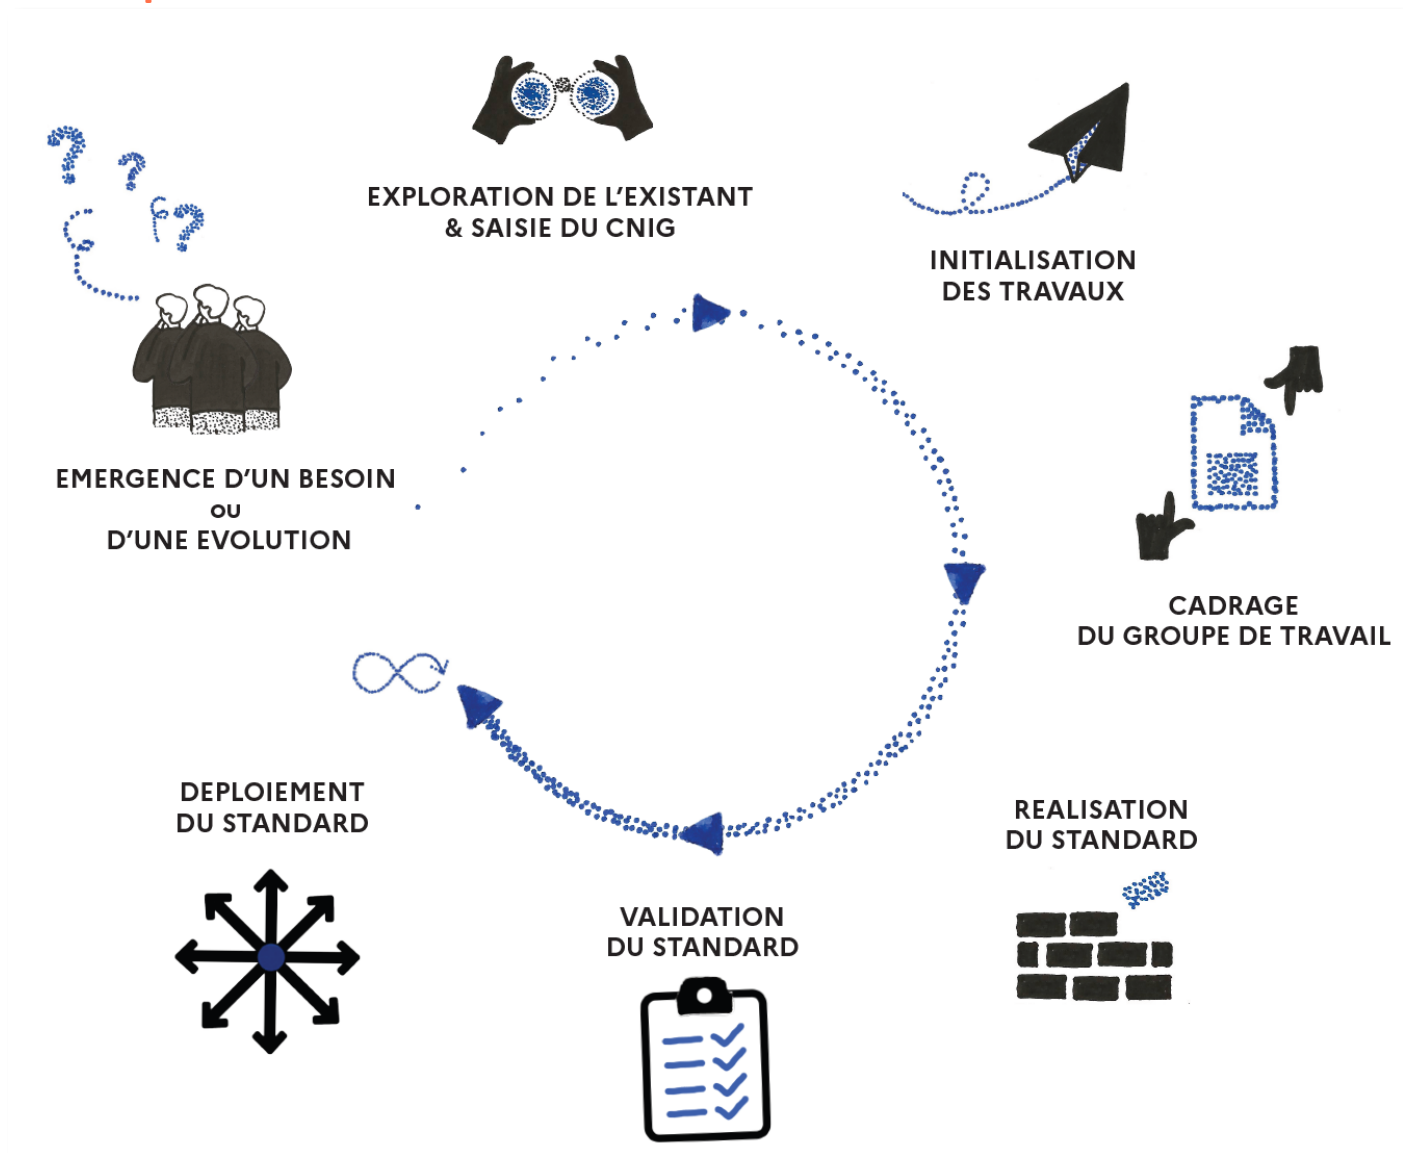 EXPLORATION DE L'EXISTANT
& SAISIE DU CNIG
INITIALISATION
DES TRAVAUX
EMERGENCE D'UN BESOIN
OU
D'UNE EVOLUTION
CADRAGE
DU GROUPE DE TRAVAIL
DEPLOIEMENT
DU STANDARD
REALISATION
DU STANDARD
VALIDATION
DU STANDARD